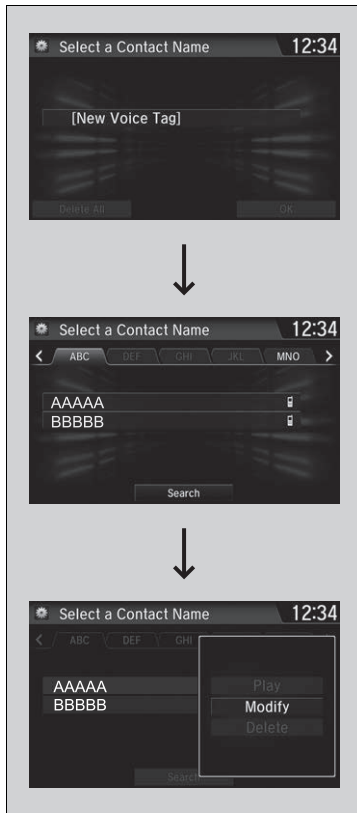 Select a Contact Name 12:34
[New Voice Tag]
Delete All OK
Select a Contact Name 12:34
< ABC DEF GHI JKL MNO >
AAAAA
BBBBB
Search
Select a Contact Name 12:34
< ABC DEF GHI
AAAAA Play
BBBBB Modify
Delete
Search